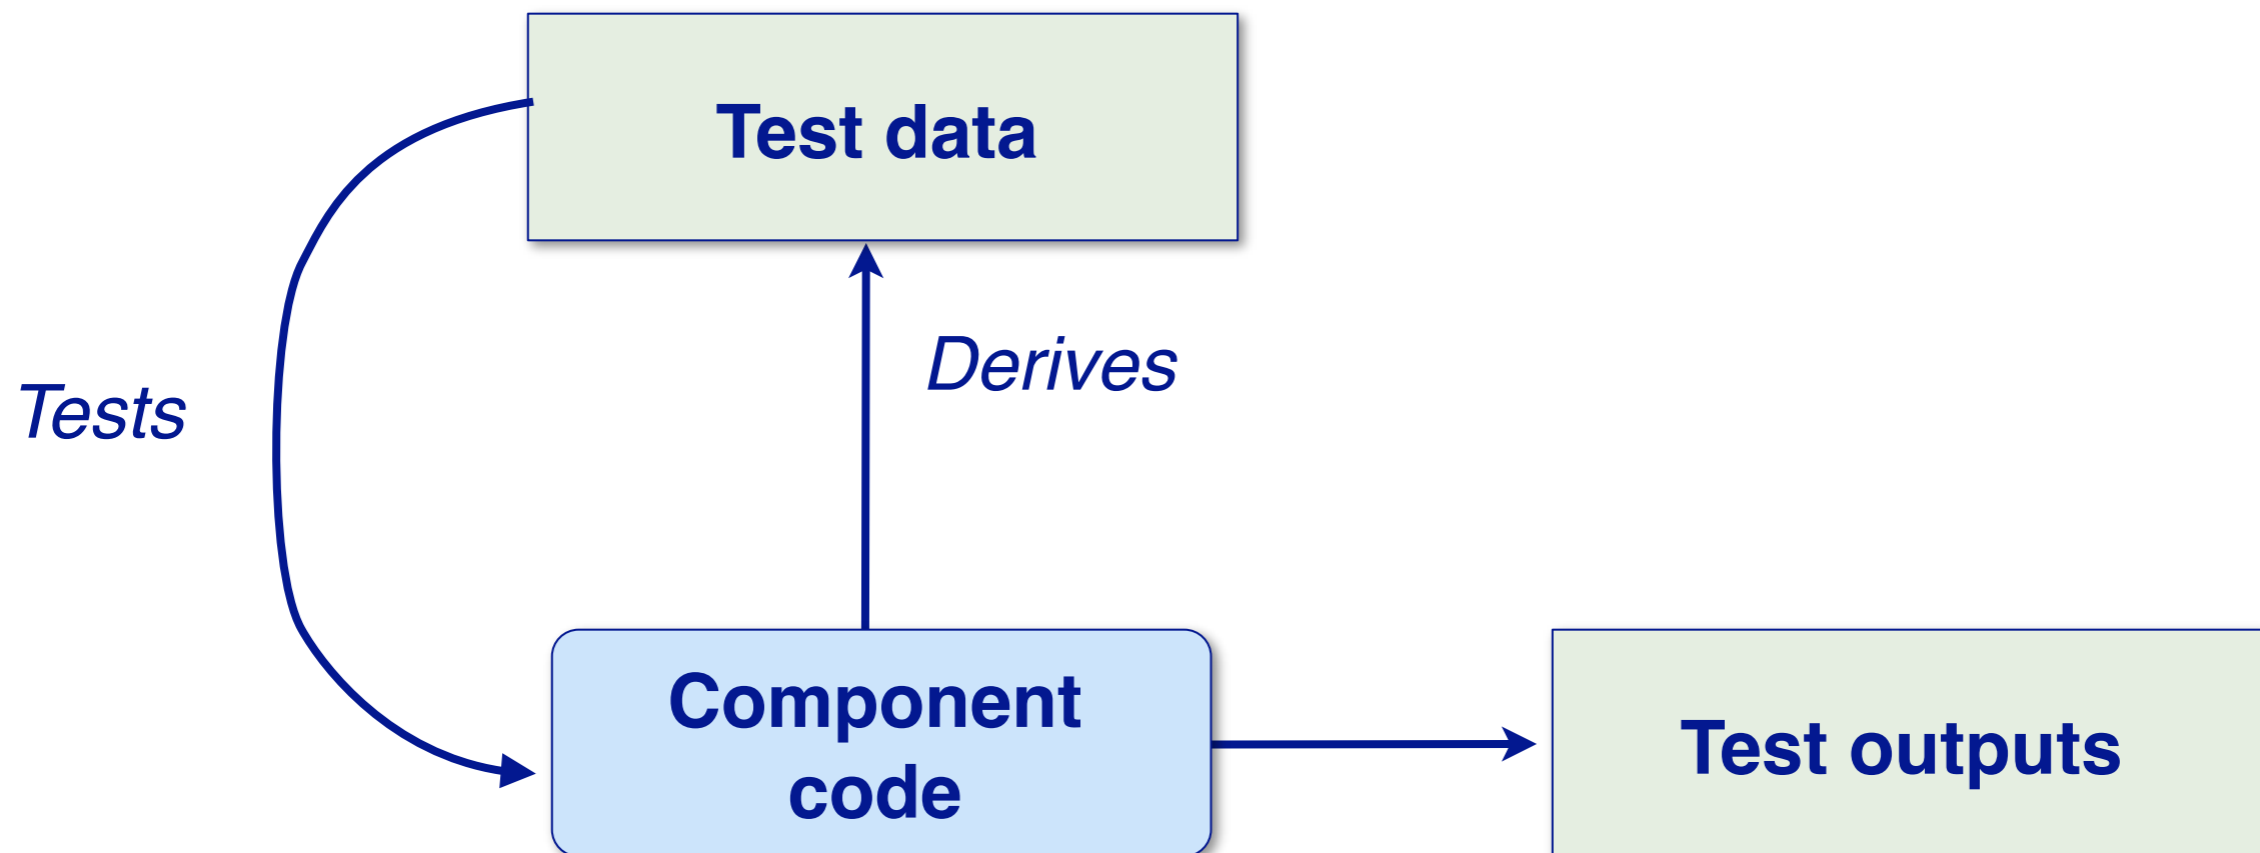 Test data
Derives
Tests
Component
code
Test outputs